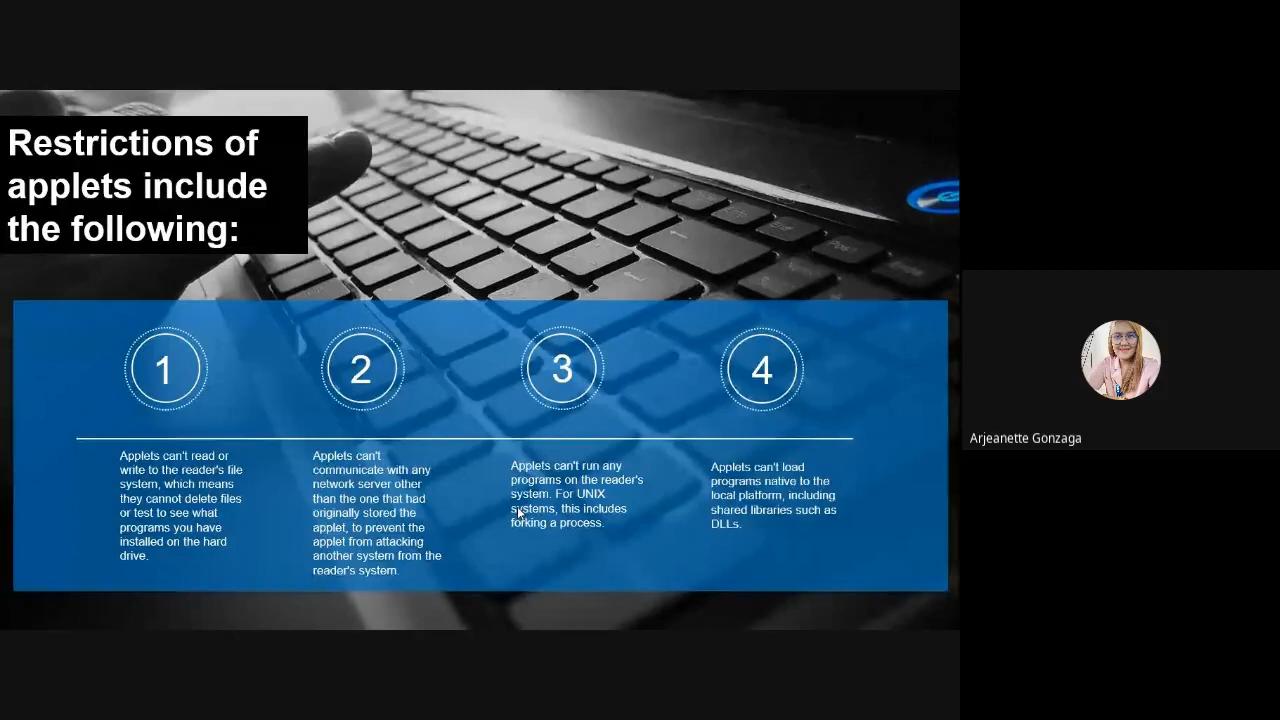 Restrictions of
applets include
the following:
1
2
3
4
Applets can't read or
write to the reader's file
system, which means
they cannot delete files
or test to see what
programs you have
installed on the hard
drive.
Applets can't
communicate with any
network server other
than the one that had
originally stored the
applet, to prevent the
applet from attacking
another system from the
reader's system.
Applets can't run any
programs on the reader's
system. For UNIX
systems, this includes
forking a process.
Applets can't load
programs native to the
local platform, including
shared libraries such as
DLLs.
Arjeanette Gonzaga